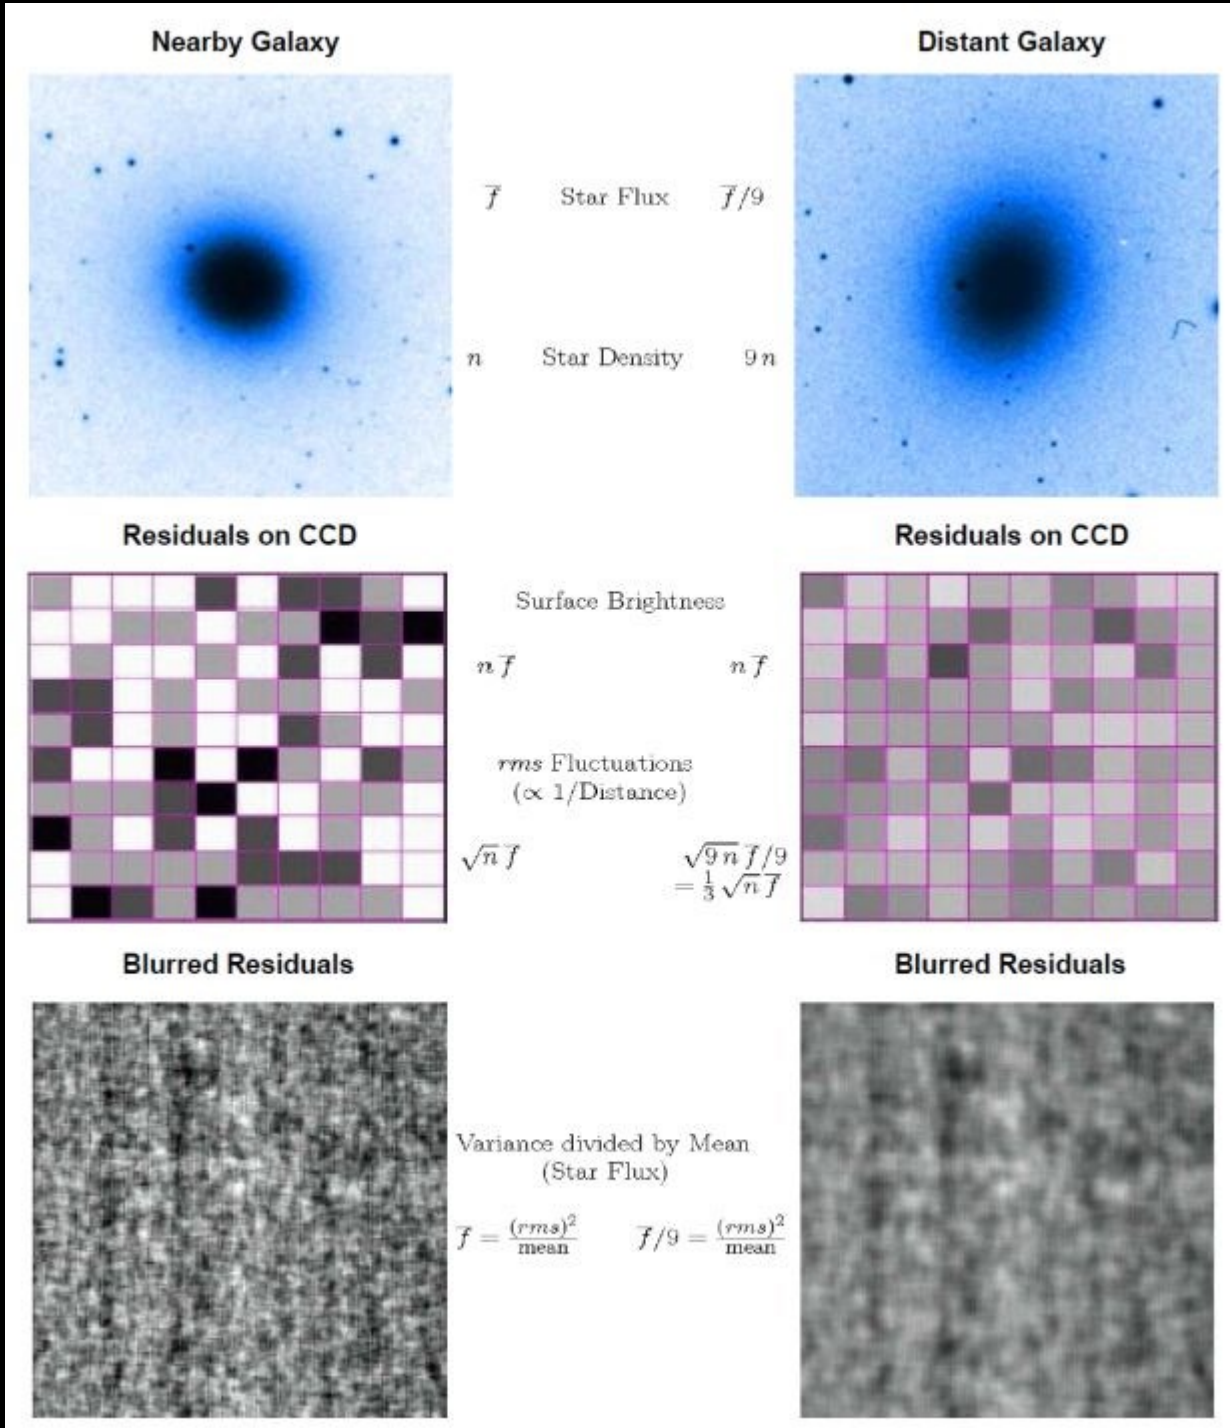 Nearby Galaxy
Distant Galaxy
f̅ Star Flux f̅/9
n Star Density 9 n
Residuals on CCD
Residuals on CCD
Surface Brightness
n f̅ n f̅
rms Fluctuations
(∝ 1/Distance)
√n f̅ √9 n f̅/9
= 1/3 √n f̅
Blurred Residuals
Blurred Residuals
Variance divided by Mean
(Star Flux)
f̅ = (rms)²/mean f̅/9 = (rms)²/mean